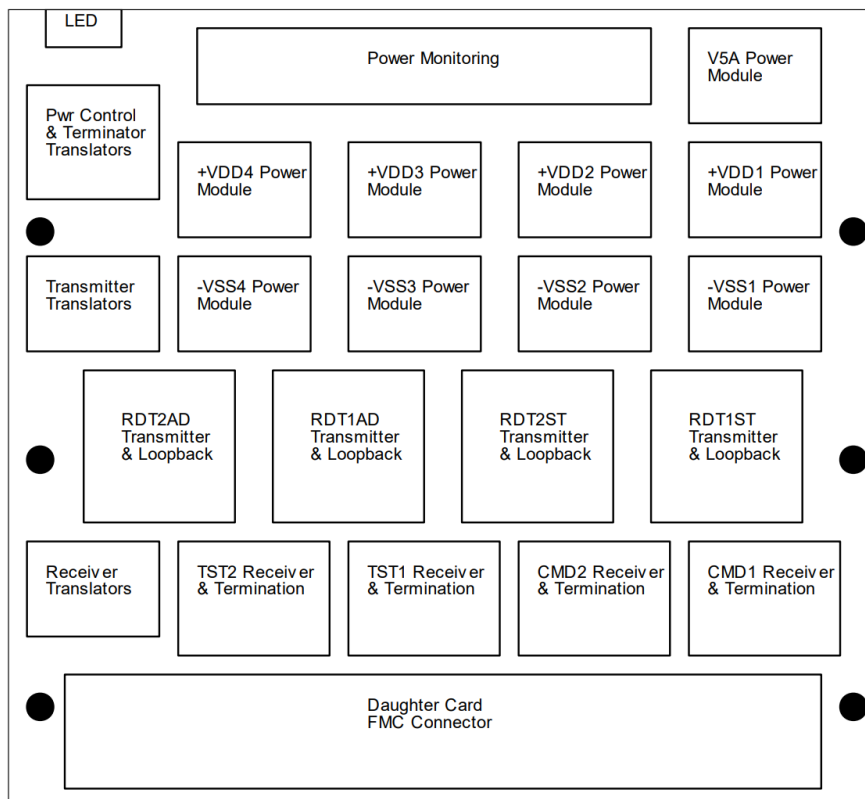 LED
Power Monitoring
V5A Power
Module
Pwr Control
& Terminator
Translators
+VDD4 Power
Module
+VDD3 Power
Module
+VDD2 Power
Module
+VDD1 Power
Module
Transmitter
Translators
-VSS4 Power
Module
-VSS3 Power
Module
-VSS2 Power
Module
-VSS1 Power
Module
RDT2AD
Transmitter
& Loopback
RDT1AD
Transmitter
& Loopback
RDT2ST
Transmitter
& Loopback
RDT1ST
Transmitter
& Loopback
Receiver
Translators
TST2 Receiver
& Termination
TST1 Receiver
& Termination
CMD2 Receiver
& Termination
CMD1 Receiver
& Termination
Daughter Card
FMC Connector